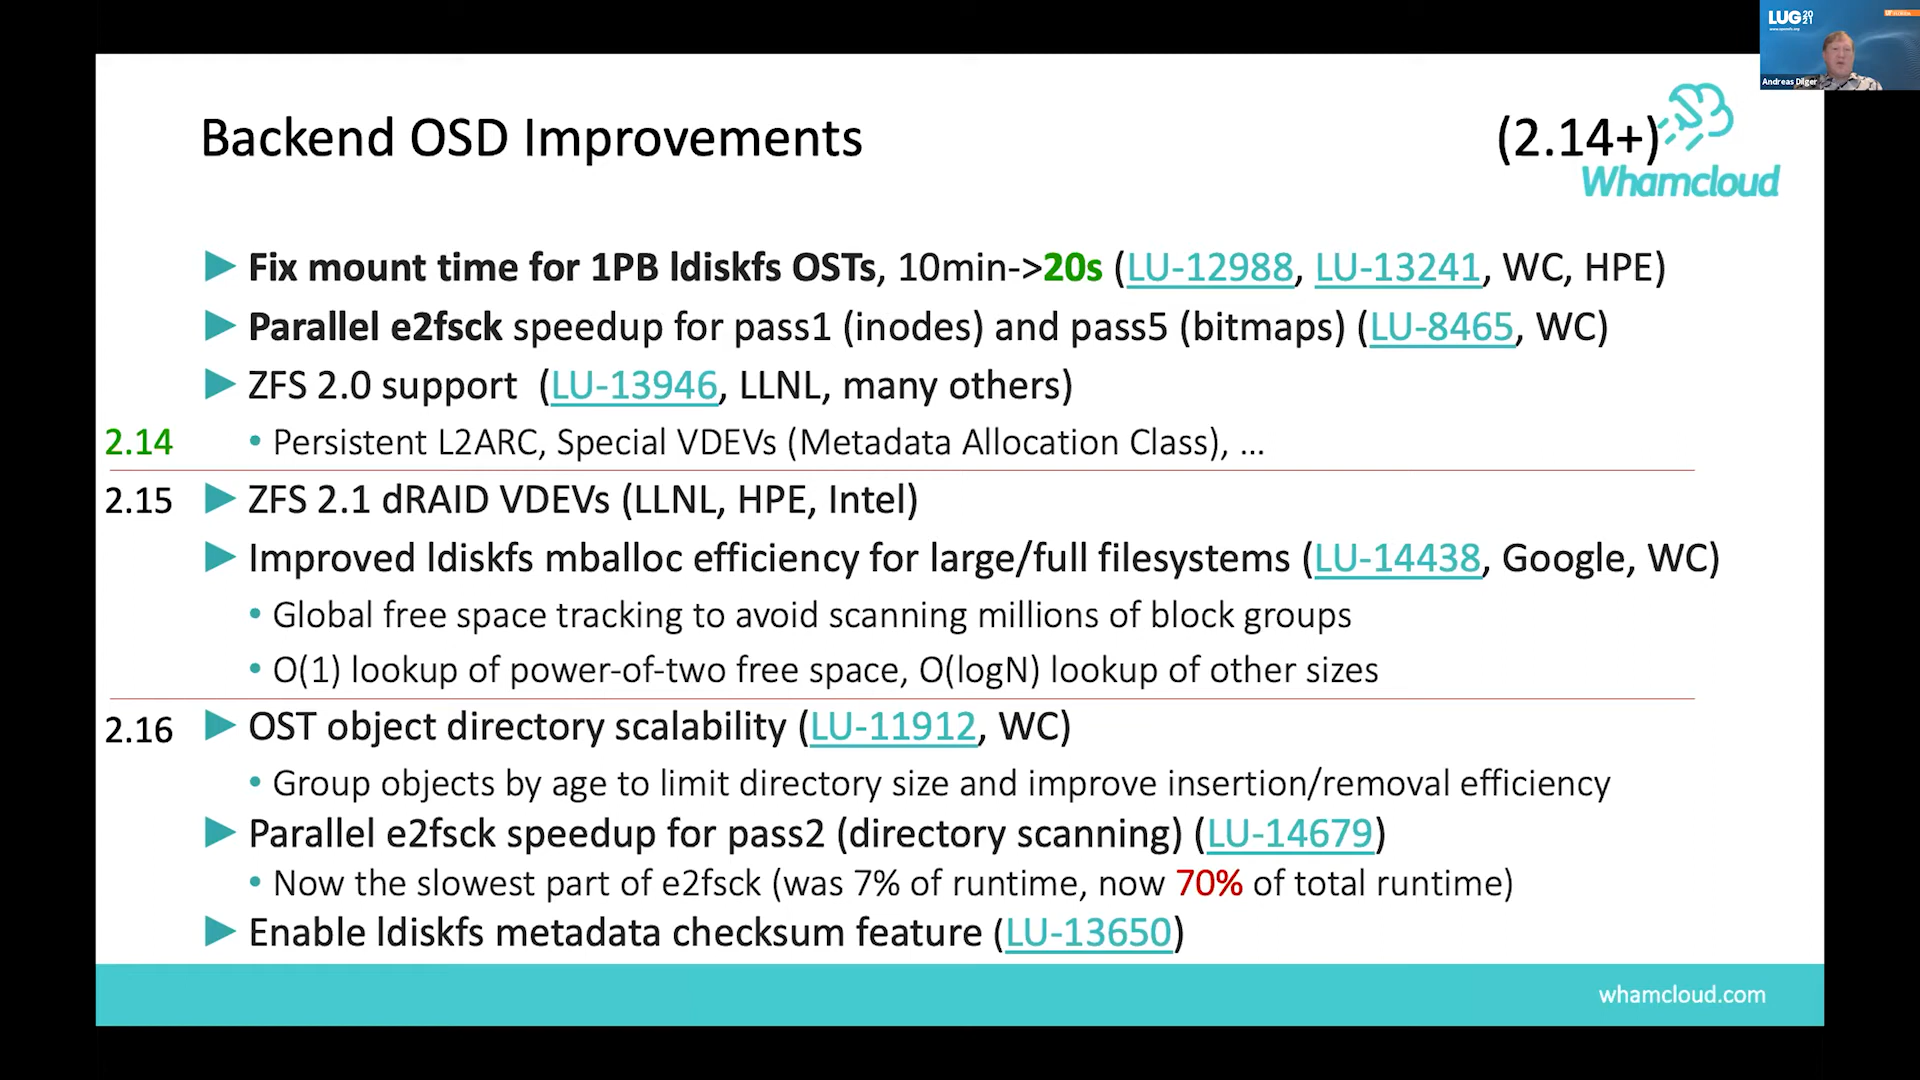 LUG 20 21
Andreas Dilger
Backend OSD Improvements (2.14+)
Whamcloud
▶ Fix mount time for 1PB ldiskfs OSTs, 10min->20s (LU-12988, LU-13241, WC, HPE)
▶ Parallel e2fsck speedup for pass1 (inodes) and pass5 (bitmaps) (LU-8465, WC)
▶ ZFS 2.0 support (LU-13946, LLNL, many others)
2.14 • Persistent L2ARC, Special VDEVs (Metadata Allocation Class), ...
2.15 ▶ ZFS 2.1 dRAID VDEVs (LLNL, HPE, Intel)
▶ Improved ldiskfs mballoc efficiency for large/full filesystems (LU-14438, Google, WC)
• Global free space tracking to avoid scanning millions of block groups
• O(1) lookup of power-of-two free space, O(logN) lookup of other sizes
2.16 ▶ OST object directory scalability (LU-11912, WC)
• Group objects by age to limit directory size and improve insertion/removal efficiency
▶ Parallel e2fsck speedup for pass2 (directory scanning) (LU-14679)
• Now the slowest part of e2fsck (was 7% of runtime, now 70% of total runtime)
▶ Enable ldiskfs metadata checksum feature (LU-13650)
whamcloud.com